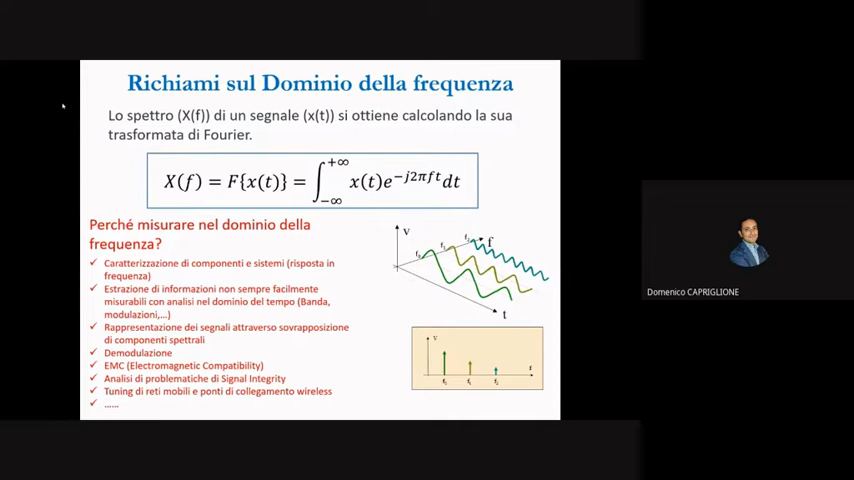 Richiami sul Dominio della frequenza
Lo spettro (X(f)) di un segnale (x(t)) si ottiene calcolando la sua
trasformata di Fourier.
X(f) = F{x(t)} = ∫_{−∞}^{+∞} x(t)e^{−j2πft}dt
Perché misurare nel dominio della
frequenza?
✓ Caratterizzazione di componenti e sistemi (risposta in
frequenza)
✓ Estrazione di informazioni non sempre facilmente
misurabili con analisi nel dominio del tempo (Banda,
modulazioni,...)
✓ Rappresentazione dei segnali attraverso sovrapposizione
di componenti spettrali
✓ Demodulazione
✓ EMC (Electromagnetic Compatibility)
✓ Analisi di problematiche di Signal Integrity
✓ Tuning di reti mobili e ponti di collegamento wireless
✓ ......
V
f
t
V
f
Domenico CAPRIGLIONE